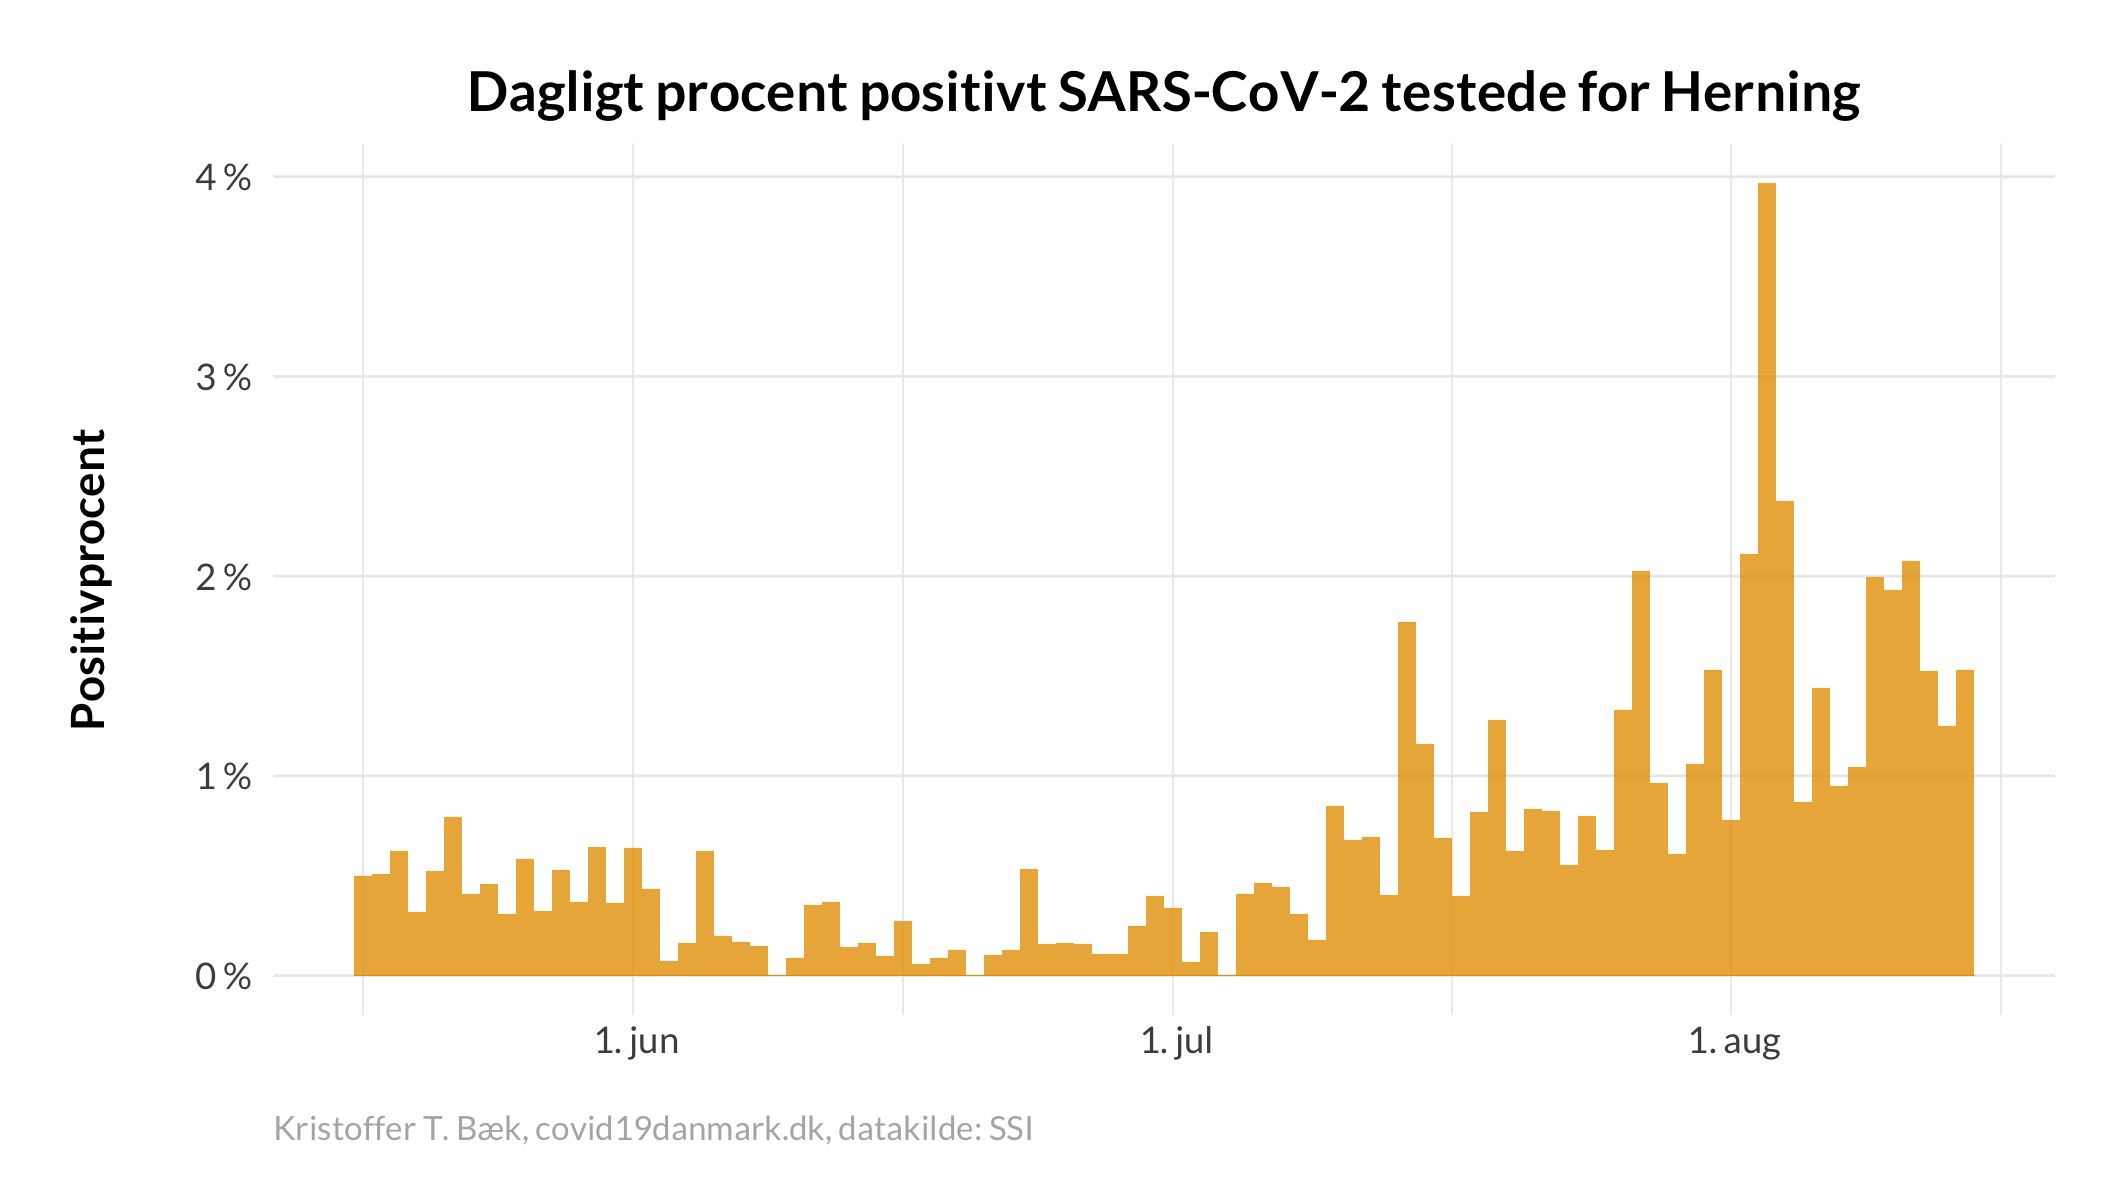 Dagligt procent positivt SARS-CoV-2 testede for Herning
Positivprocent
4 %
3 %
2 %
1 %
0 %
1. jun
1. jul
1. aug
Kristoffer T. Bæk, covid19danmark.dk, datakilde: SSI